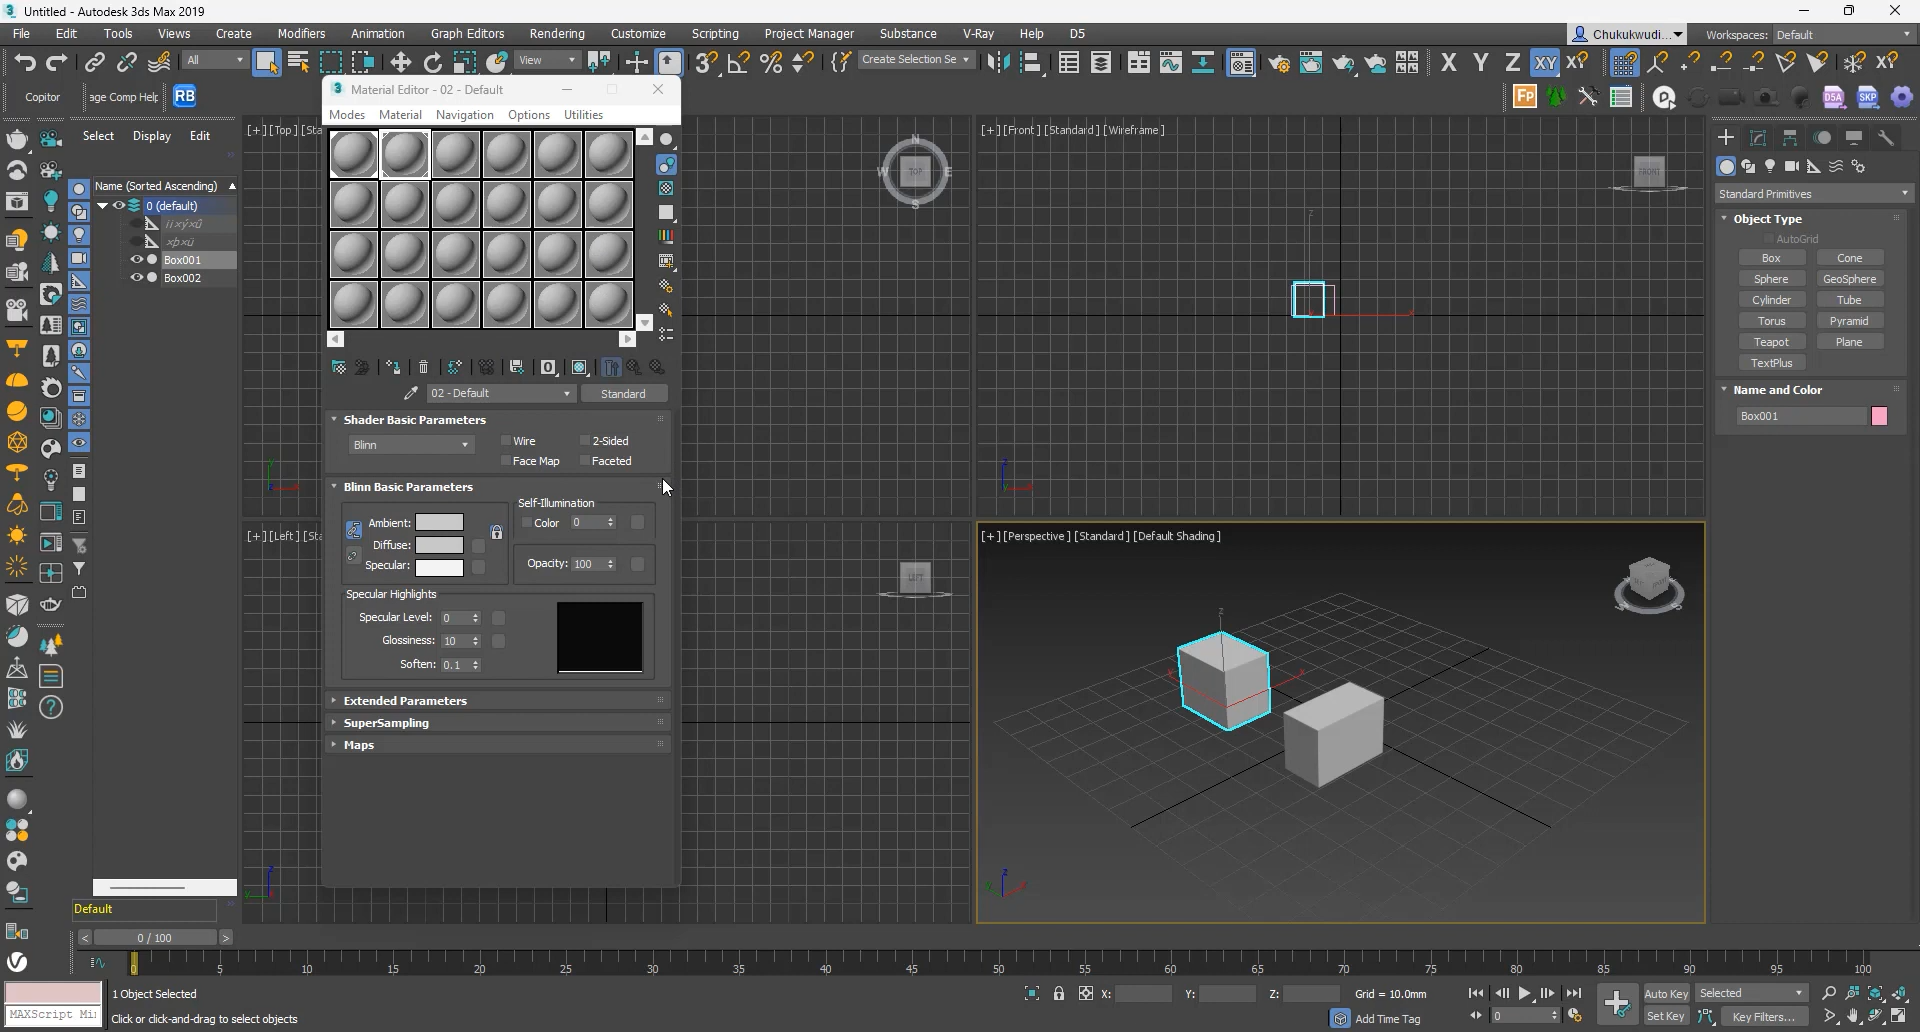 Untitled - Autodesk 3ds Max 2019
File Edit Tools Views Create Modifiers Animation Graph Editors Rendering Customize Scripting Project Manager Substance V-Ray Help D5
Chukukwudi... Workspaces: Default
All View Create Selection Se X Y Z XY
Copitor age Comp Help RB
Material Editor - 02 - Default
Modes Material Navigation Options Utilities
Select Display Edit
Name (Sorted Ascending)
0 (default)
Box001
Box002
02 - Default Standard
Shader Basic Parameters
Blinn Wire 2-Sided
Face Map Faceted
Blinn Basic Parameters
Self-Illumination
Ambient: Color 0
Diffuse:
Specular: Opacity: 100
Specular Highlights
Specular Level: 0
Glossiness: 10
Soften: 0.1
Extended Parameters
SuperSampling
Maps
[+] [Top] [Sta
N
W TOP E
S
[+] [Front] [Standard] [Wireframe]
FRONT
[+] [Left] [Sta
LEFT
[+] [Perspective] [Standard] [Default Shading]
Standard Primitives
Object Type
AutoGrid
Box Cone
Sphere GeoSphere
Cylinder Tube
Torus Pyramid
Teapot Plane
TextPlus
Name and Color
Box001
Default
0 / 100
0 5 10 15 20 25 30 35 40 45 50 55 60 65 70 75 80 85 90 95 100
1 Object Selected
X: Y: Z: Grid = 10.0mm
Auto Key Selected
MAXScript Mi
Click or click-and-drag to select objects
Add Time Tag
0
Set Key Key Filters...